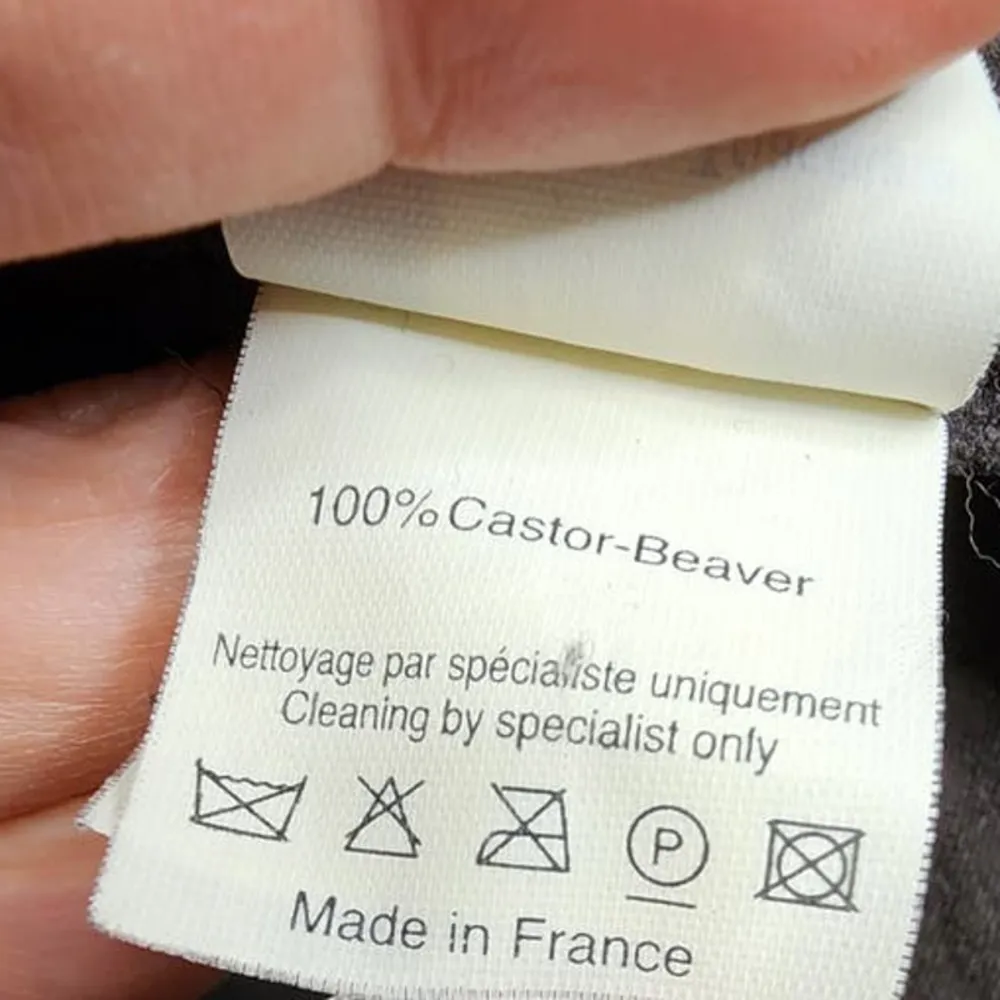 100% Castor-Beaver
Nettoyage par spécialiste uniquement
Cleaning by specialist only
P
Made in France